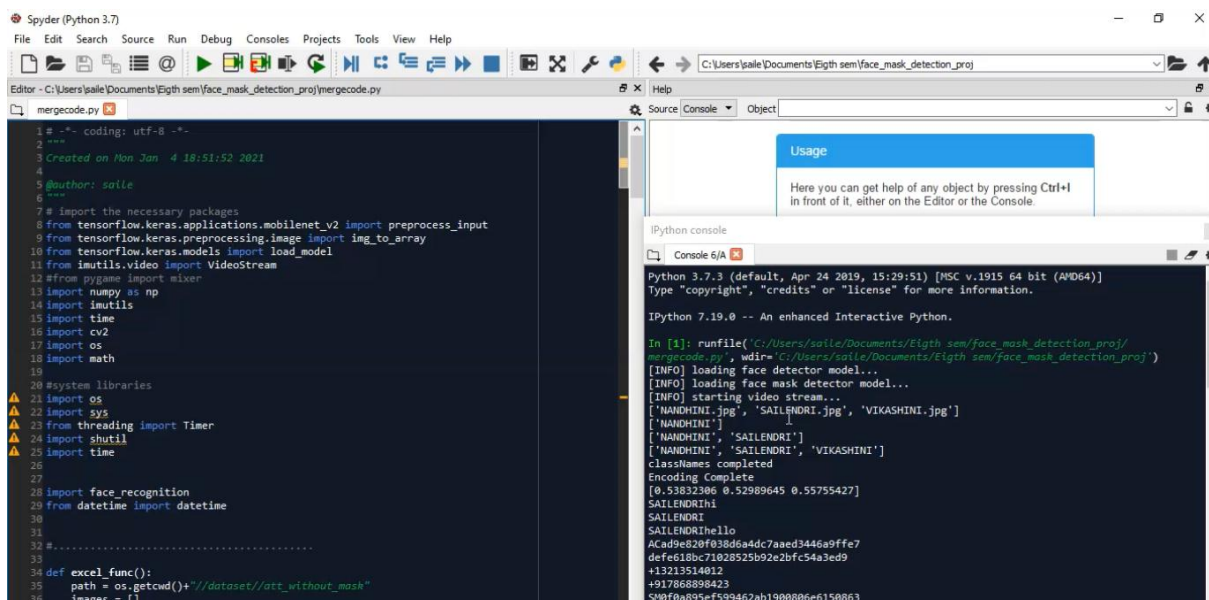 Spyder (Python 3.7)
File Edit Search Source Run Debug Consoles Projects Tools View Help
C:\Users\saile\Documents\Eigth sem\face_mask_detection_proj
Editor - C:\Users\saile\Documents\Eigth sem\face_mask_detection_proj\mergecode.py
mergecode.py
1 # -*- coding: utf-8 -*-
2 """
3 Created on Mon Jan  4 18:51:52 2021
4
5 @author: saile
6 """
7 # import the necessary packages
8 from tensorflow.keras.applications.mobilenet_v2 import preprocess_input
9 from tensorflow.keras.preprocessing.image import img_to_array
10 from tensorflow.keras.models import load_model
11 from imutils.video import VideoStream
12 #from pygame import mixer
13 import numpy as np
14 import imutils
15 import time
16 import cv2
17 import os
18 import math
19
20 #system libraries
21 import os
22 import sys
23 from threading import Timer
24 import shutil
25 import time
26
27
28 import face_recognition
29 from datetime import datetime
30
31
32 #..........................................
33
34 def excel_func():
35     path = os.getcwd()+"//dataset//att_without_mask"
36     images = []
Help
Source Console Object
Usage
Here you can get help of any object by pressing Ctrl+I
in front of it, either on the Editor or the Console.
IPython console
Console 6/A
Python 3.7.3 (default, Apr 24 2019, 15:29:51) [MSC v.1915 64 bit (AMD64)]
Type "copyright", "credits" or "license" for more information.
IPython 7.19.0 -- An enhanced Interactive Python.
In [1]: runfile('C:/Users/saile/Documents/Eigth sem/face_mask_detection_proj/
mergecode.py', wdir='C:/Users/saile/Documents/Eigth sem/face_mask_detection_proj')
[INFO] loading face detector model...
[INFO] loading face mask detector model...
[INFO] starting video stream...
['NANDHINI.jpg', 'SAILENDRI.jpg', 'VIKASHINI.jpg']
['NANDHINI']
['NANDHINI', 'SAILENDRI']
['NANDHINI', 'SAILENDRI', 'VIKASHINI']
classNames completed
Encoding Complete
[0.53832306 0.52989645 0.55755427]
SAILENDRIhi
SAILENDRI
SAILENDRIhello
ACad9e820f038d6a4dc7aaed3446a9ffe7
defe618bc71028525b92e2bfc54a3ed9
+13213514012
+917868898423
SM0f0a895ef599462ab1900806e6150863